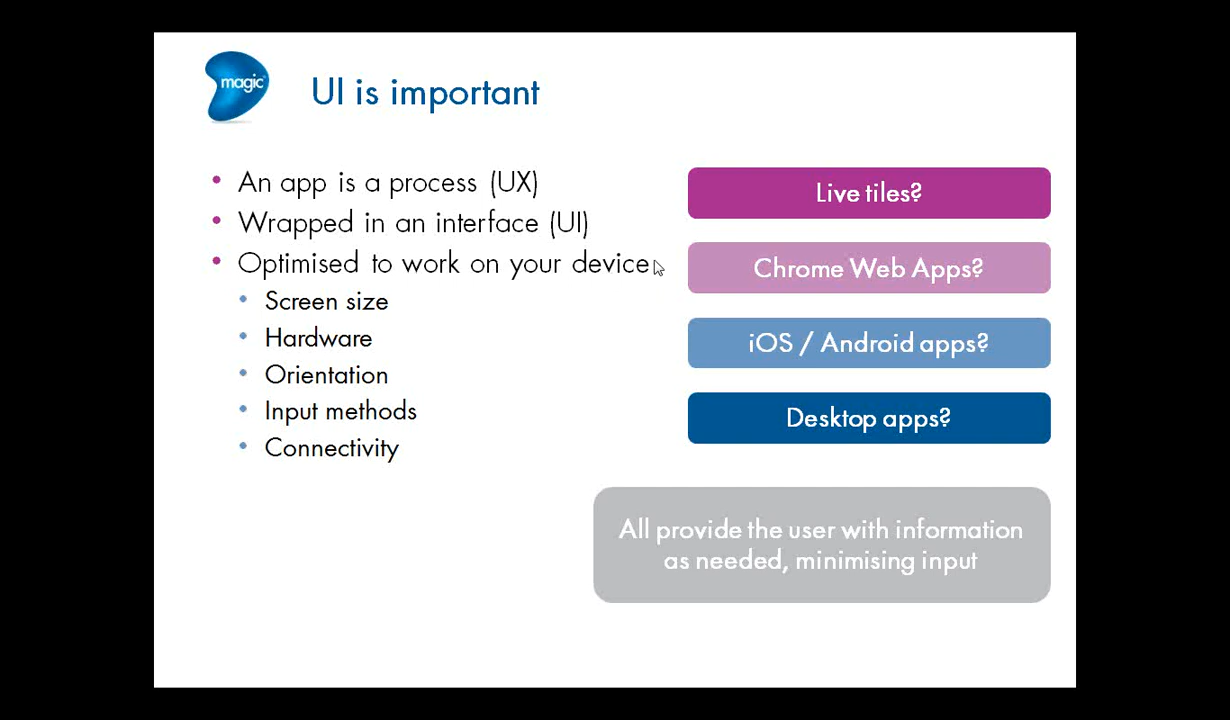 magic
UI is important
An app is a process (UX)
Wrapped in an interface (UI)
Optimised to work on your device
Screen size
Hardware
Orientation
Input methods
Connectivity
Live tiles?
Chrome Web Apps?
iOS / Android apps?
Desktop apps?
All provide the user with information
as needed, minimising input